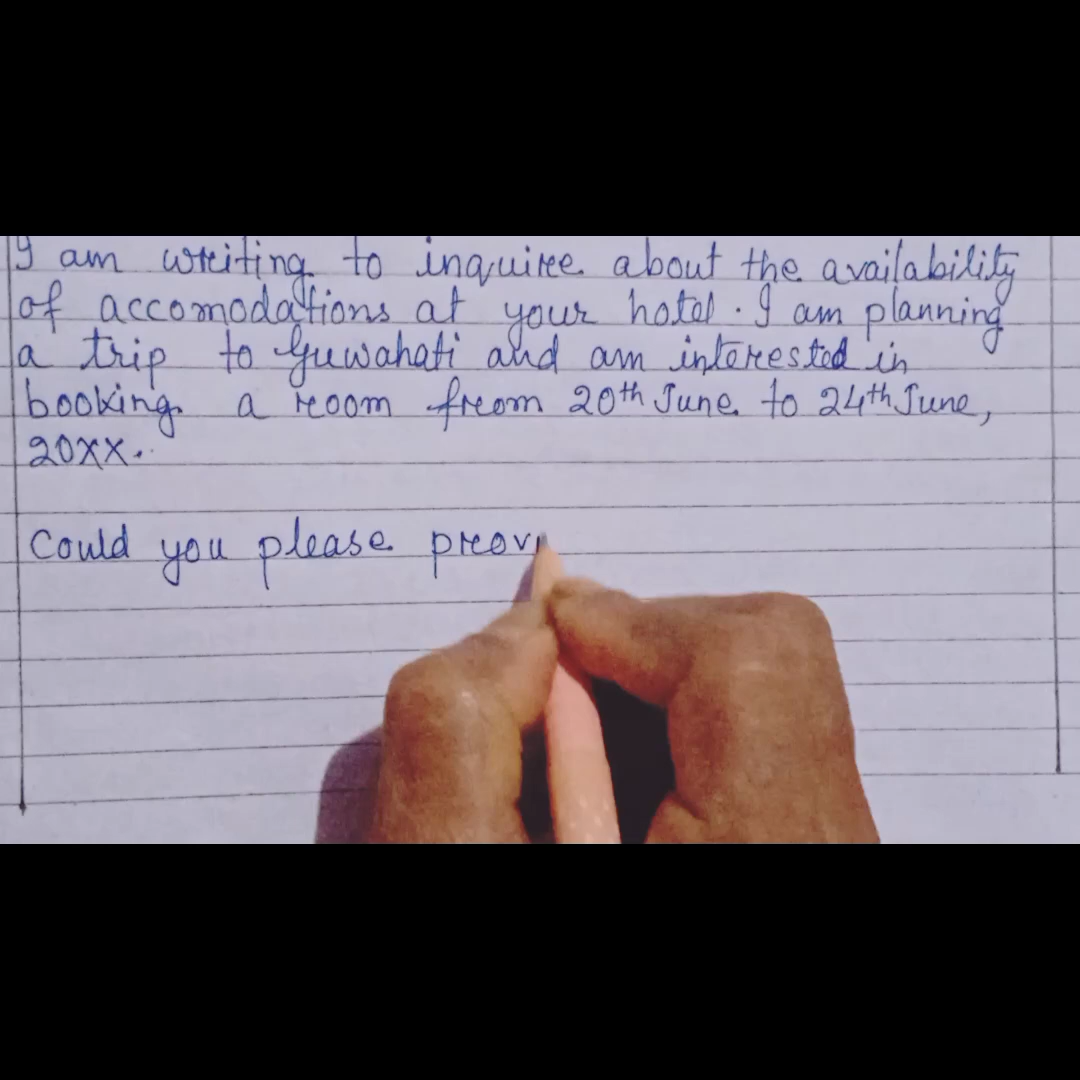 I am writing to inquire about the availability
of accomodations at your hotel. I am planning
a trip to Guwahati and am interested in
booking a room from 20th June to 24th June,
20XX.
Could you please prov